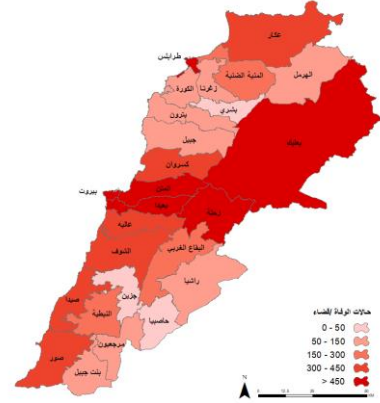 عكار
طرابلس
المنية الضنية
الهرمل
زغرتا
الكورة
بشري
بترون
بعلبك
جبيل
كسروان
المتن
بيروت
بعبدا
زحلة
عاليه
البقاع الغربي
الشوف
راشيا
جزين
صيدا
النبطية
حاصبيا
مرجعيون
صور
بنت جبيل
حالات الوفاة /قضاء
0 - 50
50 - 150
150 - 300
300 - 450
> 450
N